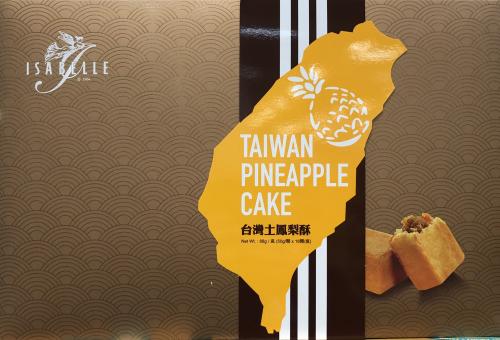 ISABELLE
TAIWAN
PINEAPPLE
CAKE
台灣土鳳梨酥